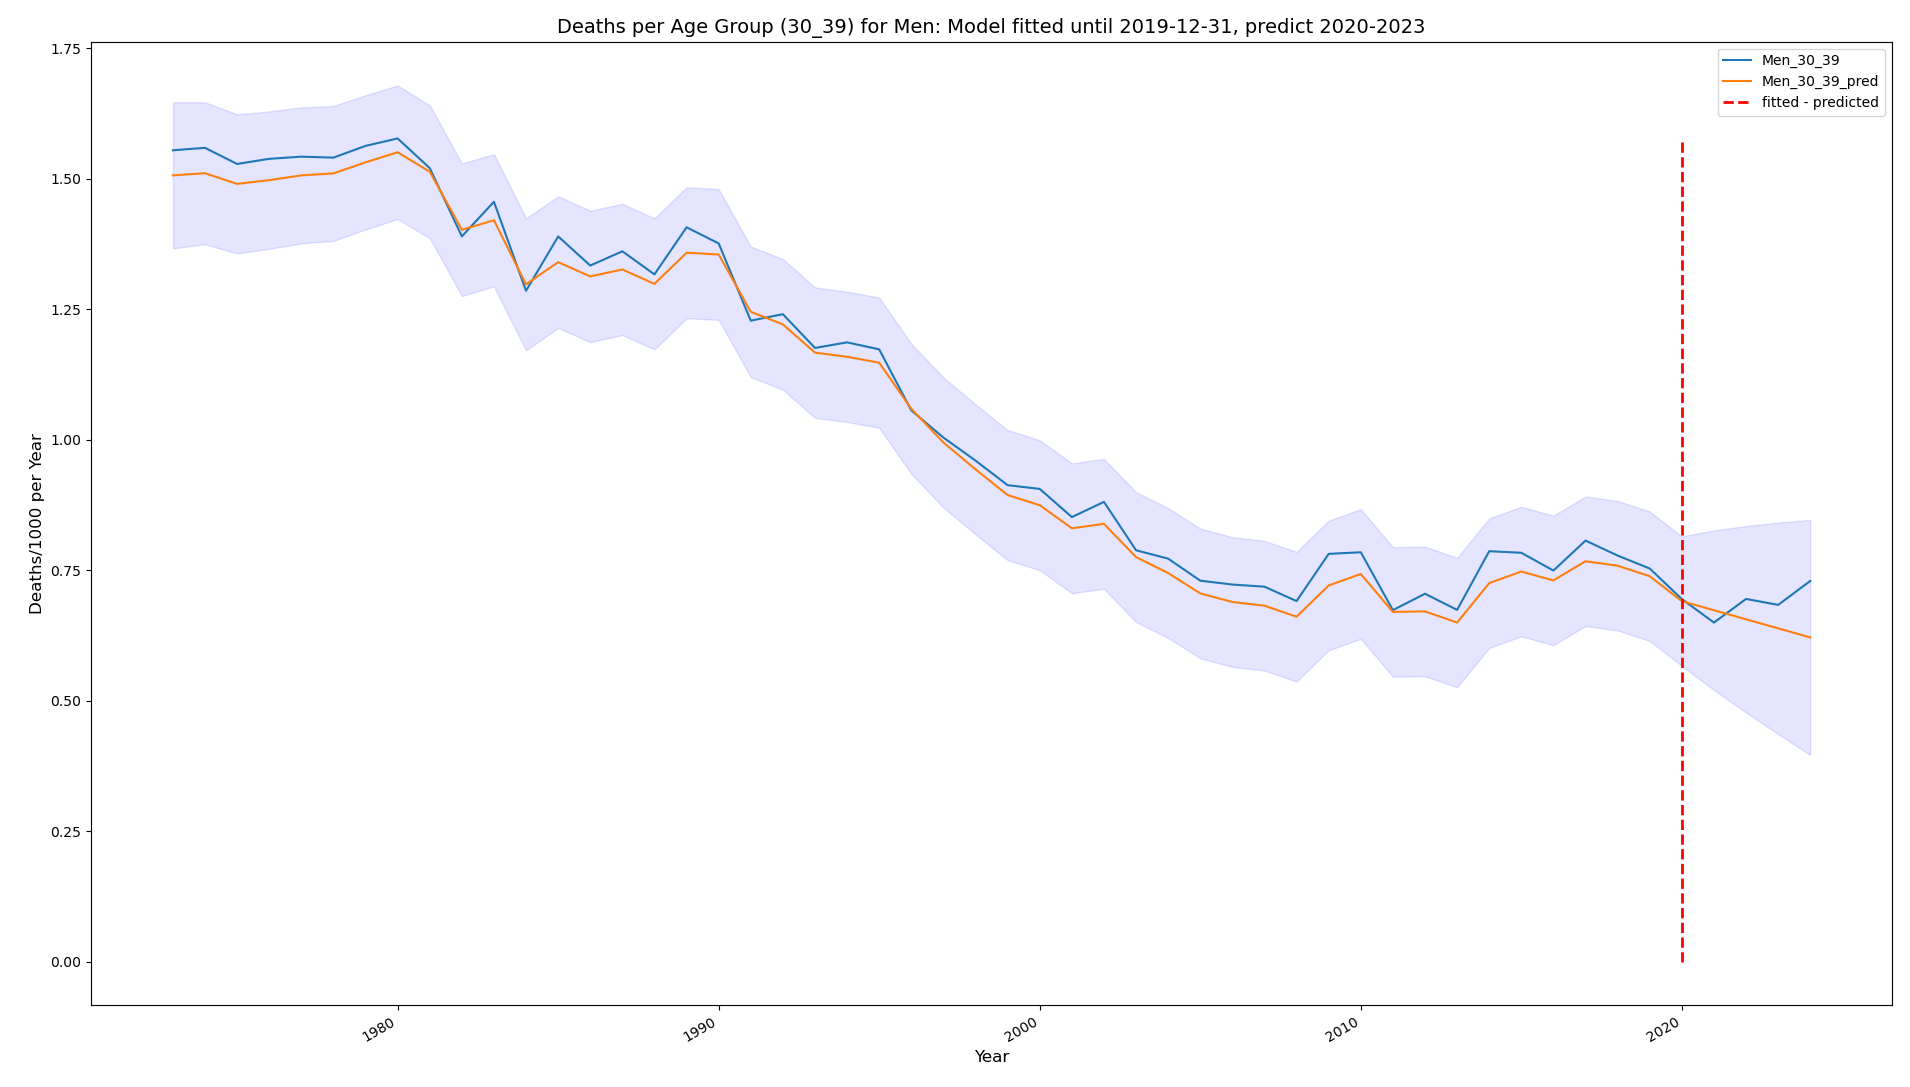 Deaths per Age Group (30_39) for Men: Model fitted until 2019-12-31, predict 2020-2023
Men_30_39
Men_30_39_pred
fitted - predicted
Deaths/1000 per Year
1.75
1.50
1.25
1.00
0.75
0.50
0.25
0.00
1980
1990
2000
2010
2020
Year